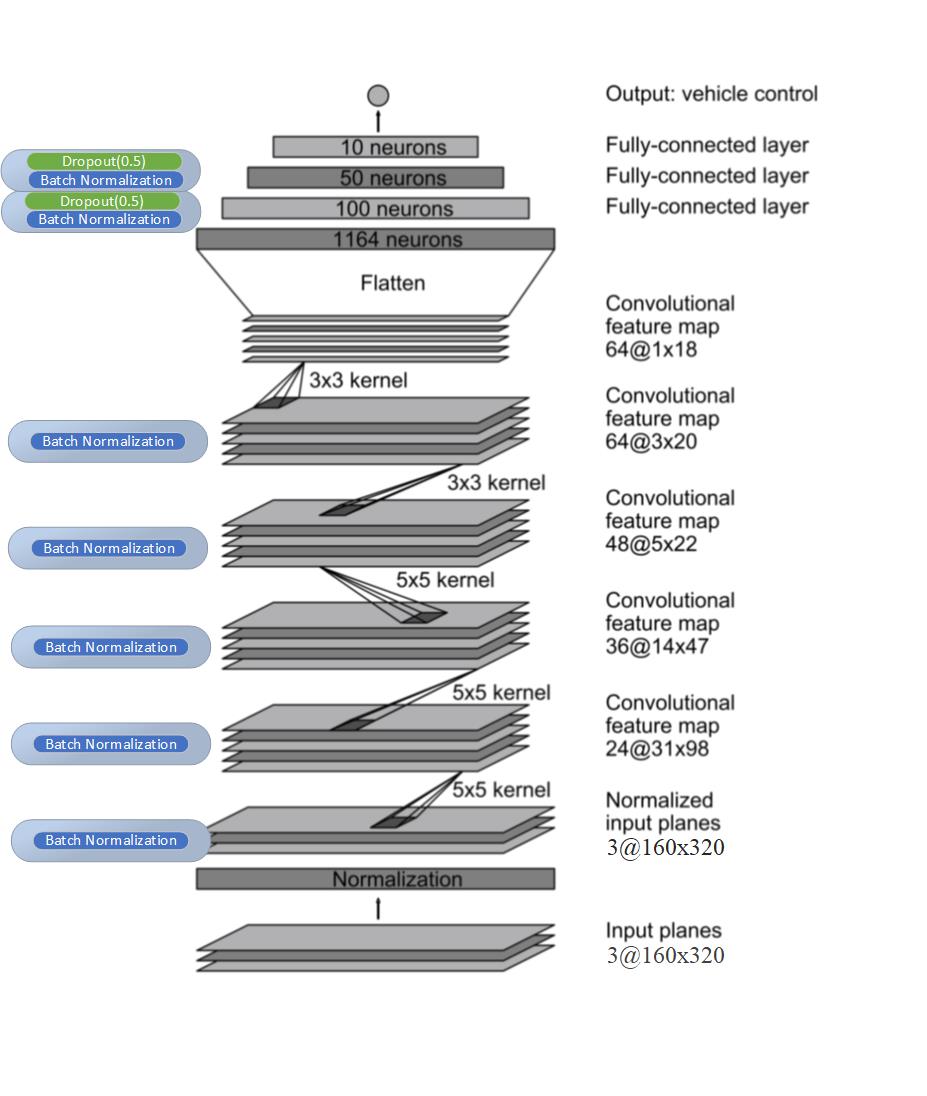 Output: vehicle control
10 neurons
Fully-connected layer
Dropout(0.5)
Batch Normalization
50 neurons
Fully-connected layer
Dropout(0.5)
Batch Normalization
100 neurons
Fully-connected layer
1164 neurons
Flatten
Convolutional
feature map
64@1x18
3x3 kernel
Convolutional
feature map
64@3x20
Batch Normalization
3x3 kernel
Convolutional
feature map
48@5x22
Batch Normalization
5x5 kernel
Convolutional
feature map
36@14x47
Batch Normalization
5x5 kernel
Convolutional
feature map
24@31x98
Batch Normalization
5x5 kernel
Normalized
input planes
3@160x320
Batch Normalization
Normalization
Input planes
3@160x320